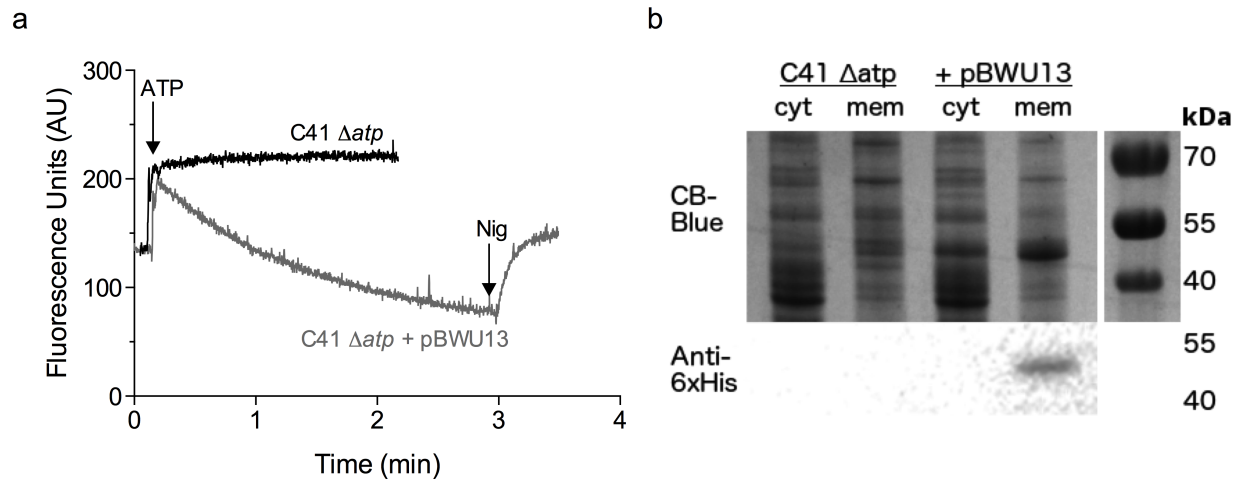 a
300
200
100
0
Fluorescence Units (AU)
ATP
C41 Δatp
Nig
C41 Δatp + pBWU13
0 1 2 3 4
Time (min)
b
C41 Δatp + pBWU13
cyt mem cyt mem
kDa
CB-
Blue
70
55
40
Anti-
6xHis
55
40